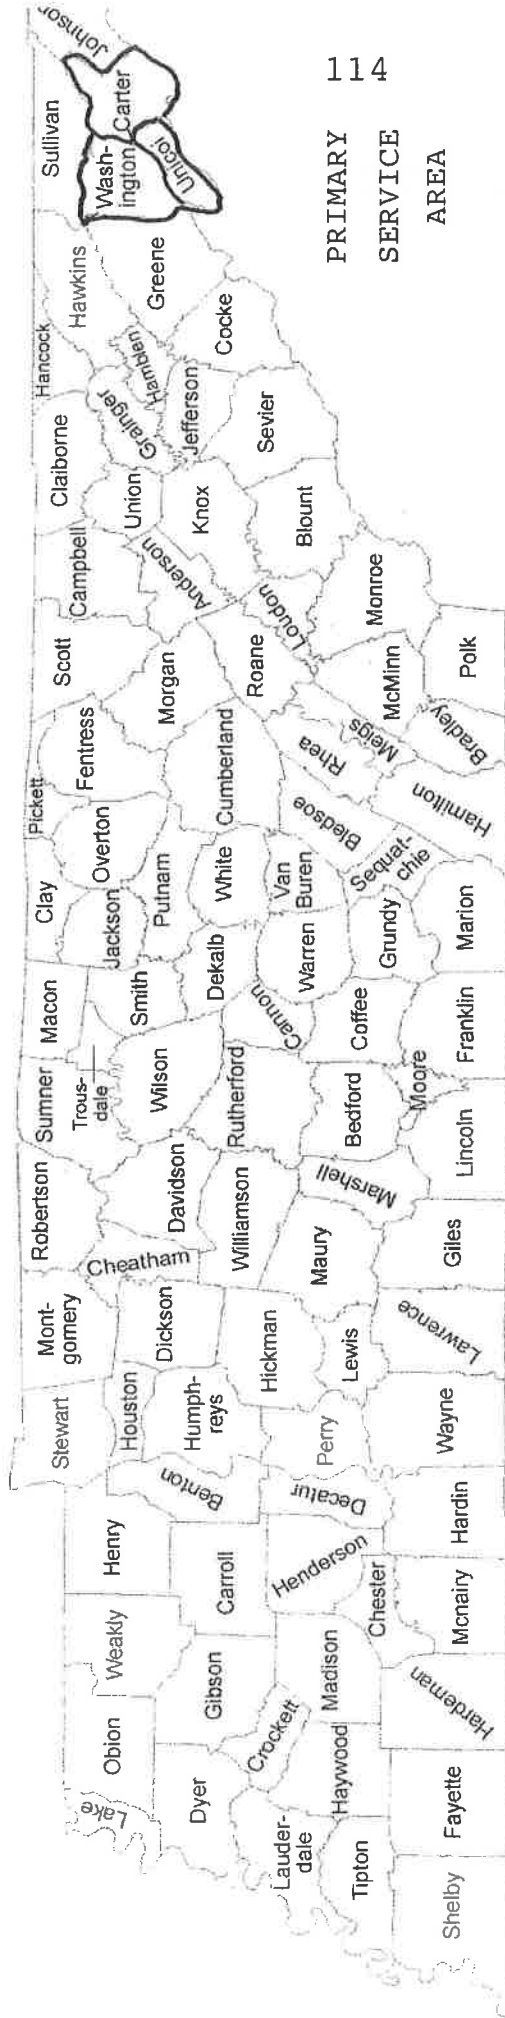 114
PRIMARY
SERVICE
AREA
Johnson
Sullivan
Carter
Wash-
ington
Unicoi
Hawkins
Greene
Hancock
Hamblen
Cocke
Grainger
Jefferson
Claiborne
Union
Sevier
Knox
Campbell
Anderson
Blount
Scott
Loudon
Monroe
Morgan
Roane
McMinn
Polk
Pickett
Fentress
Cumberland
Rhea
Meigs
Bradley
Overton
Bledsoe
Hamilton
Clay
Jackson
Putnam
White
Van
Buren
Sequat-
chie
Macon
Smith
Dekalb
Warren
Grundy
Marion
Cannon
Coffee
Franklin
Sumner
Trous-
dale
Wilson
Rutherford
Bedford
Moore
Robertson
Davidson
Williamson
Marshall
Lincoln
Cheatham
Maury
Giles
Mont-
gomery
Dickson
Hickman
Lewis
Lawrence
Stewart
Houston
Humph-
reys
Perry
Wayne
Benton
Decatur
Henry
Carroll
Henderson
Hardin
Weakly
Gibson
Madison
Chester
Mcnairy
Obion
Crockett
Haywood
Hardeman
Lake
Dyer
Lauder-
dale
Tipton
Fayette
Shelby